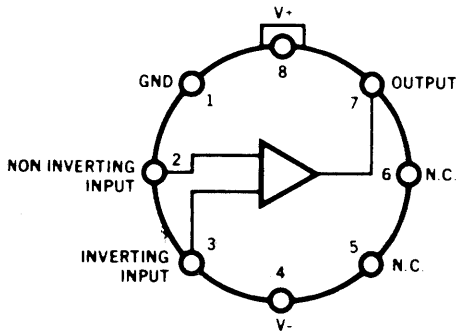 V+
8
GND
1
7
OUTPUT
NON INVERTING
INPUT
2
6
N.C.
INVERTING
INPUT
3
4
V-
5
N.C.